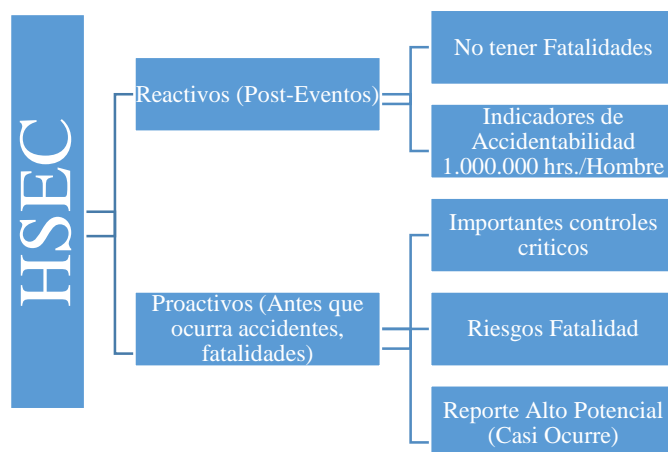 HSEC
Reactivos (Post-Eventos)
No tener Fatalidades
Indicadores de
Accidentabilidad
1.000.000 hrs./Hombre
Proactivos (Antes que
ocurra accidentes,
fatalidades)
Importantes controles
criticos
Riesgos Fatalidad
Reporte Alto Potencial
(Casi Ocurre)